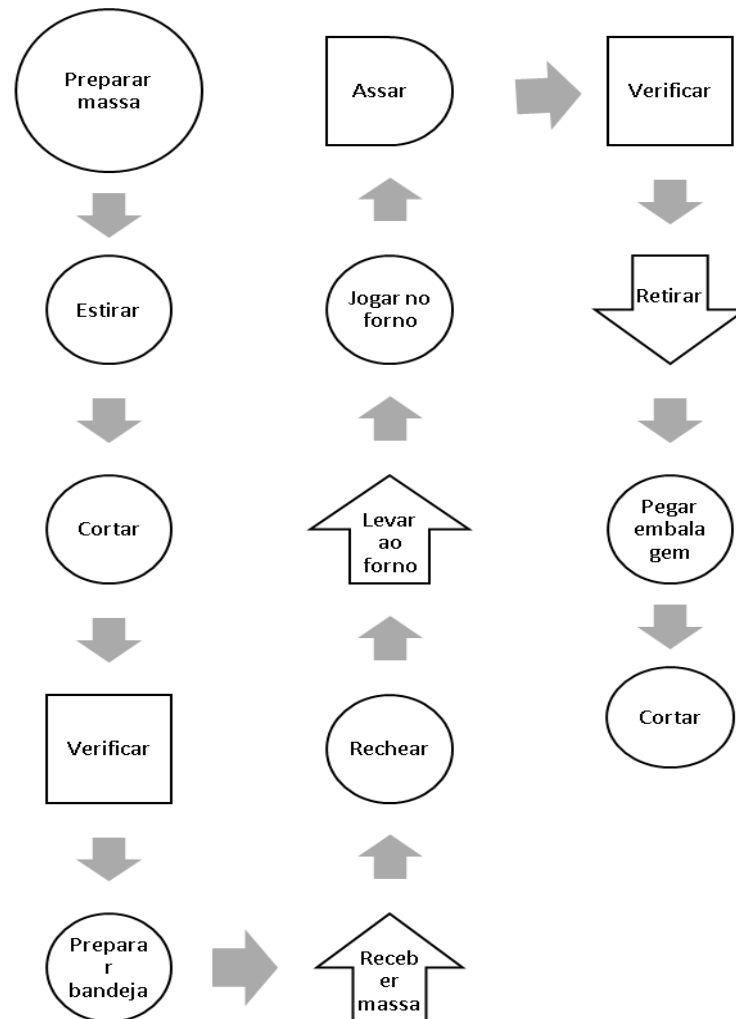 Preparar
massa
Estirar
Cortar
Verificar
Prepara
r
bandeja
Receb
er
massa
Rechear
Levar
ao
forno
Jogar no
forno
Assar
Verificar
Retirar
Pegar
embala
gem
Cortar